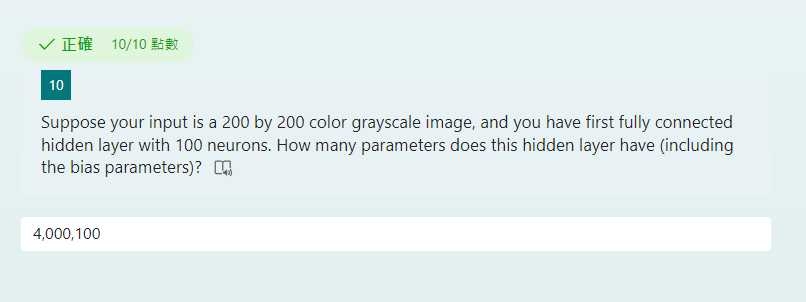 正確 10/10 點數
10
Suppose your input is a 200 by 200 color grayscale image, and you have first fully connected
hidden layer with 100 neurons. How many parameters does this hidden layer have (including
the bias parameters)?
4,000,100